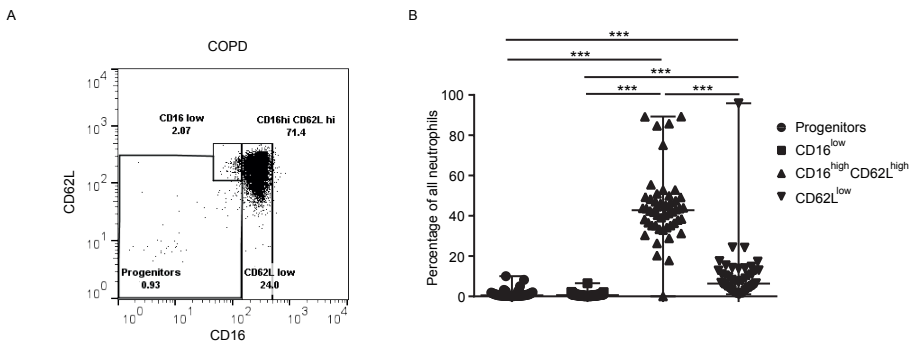 A
COPD
CD62L
10^4
10^3
10^2
10^1
10^0
CD16 low
2.07
CD16hi CD62L hi
71.4
Progenitors
0.93
CD62L low
24.0
10^0 10^1 10^2 10^3 10^4
CD16
B
***
***
***
*** ***
Percentage of all neutrophils
100
80
60
40
20
0
Progenitors
CD16^low
CD16^high CD62L^high
CD62L^low